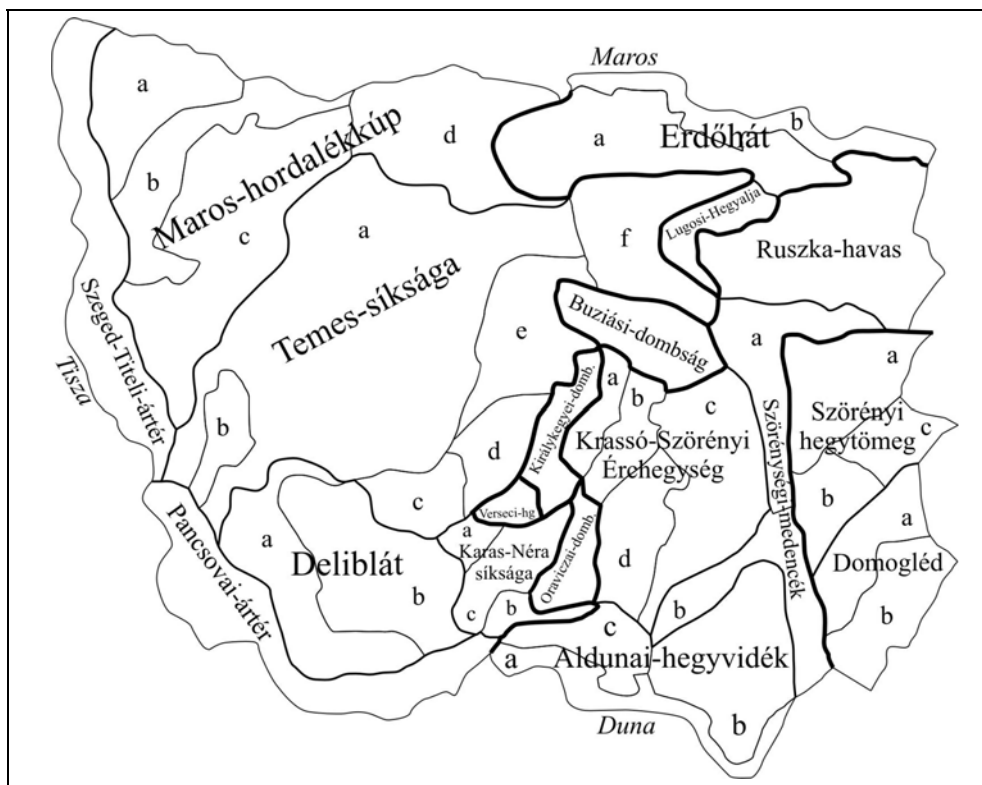 Maros
a
b
d
a
Erdőhát
b
Maros-hordalékkúp
c
a
f
Lugosi-Hegyalja
Ruszka-havas
Temes-síksága
Szeged-Titeli-ártér
Tisza
e
Buziási-dombság
a
a
b
Királykegyei-domb.
a
b
c
Krassó-Szörényi
Érchegység
Szörénységi-medencék
Szörényi
hegytömeg
c
b
d
c
Verseci-hg
a
Karas-Néra
síksága
Oraviczai-domb.
d
a
Domogléd
b
Pancsovai-ártér
a
Deliblát
b
c
b
b
c
a
Aldunai-hegyvidék
b
Duna